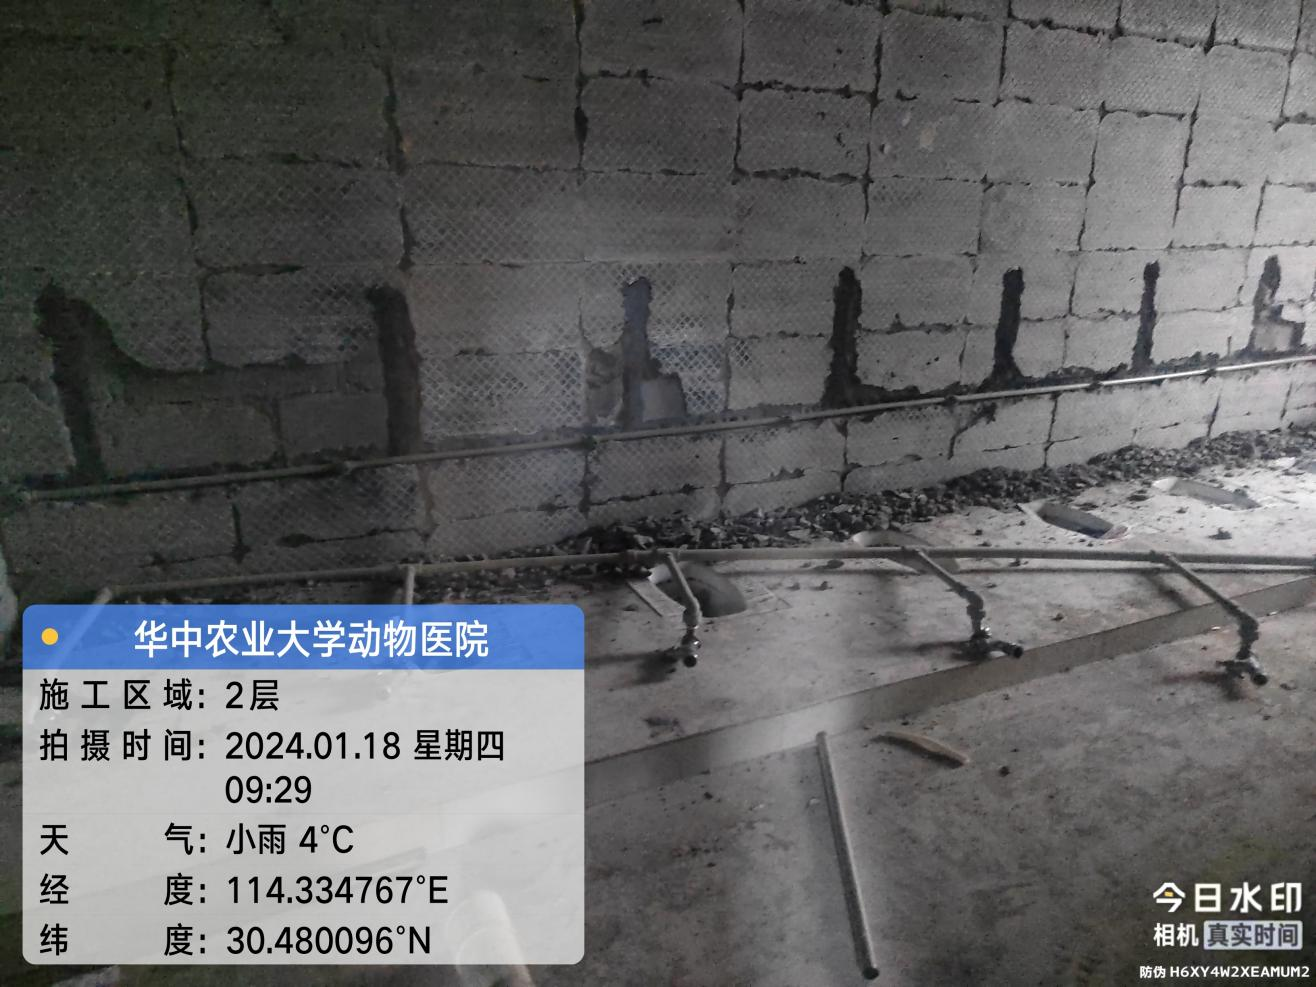 华中农业大学动物医院
施工区域：2层
拍摄时间：2024.01.18 星期四
09:29
天气：小雨 4℃
经度：114.334767°E
纬度：30.480096°N
今日水印
相机 真实时间
防伪 H6XY4W2XEAMUM2